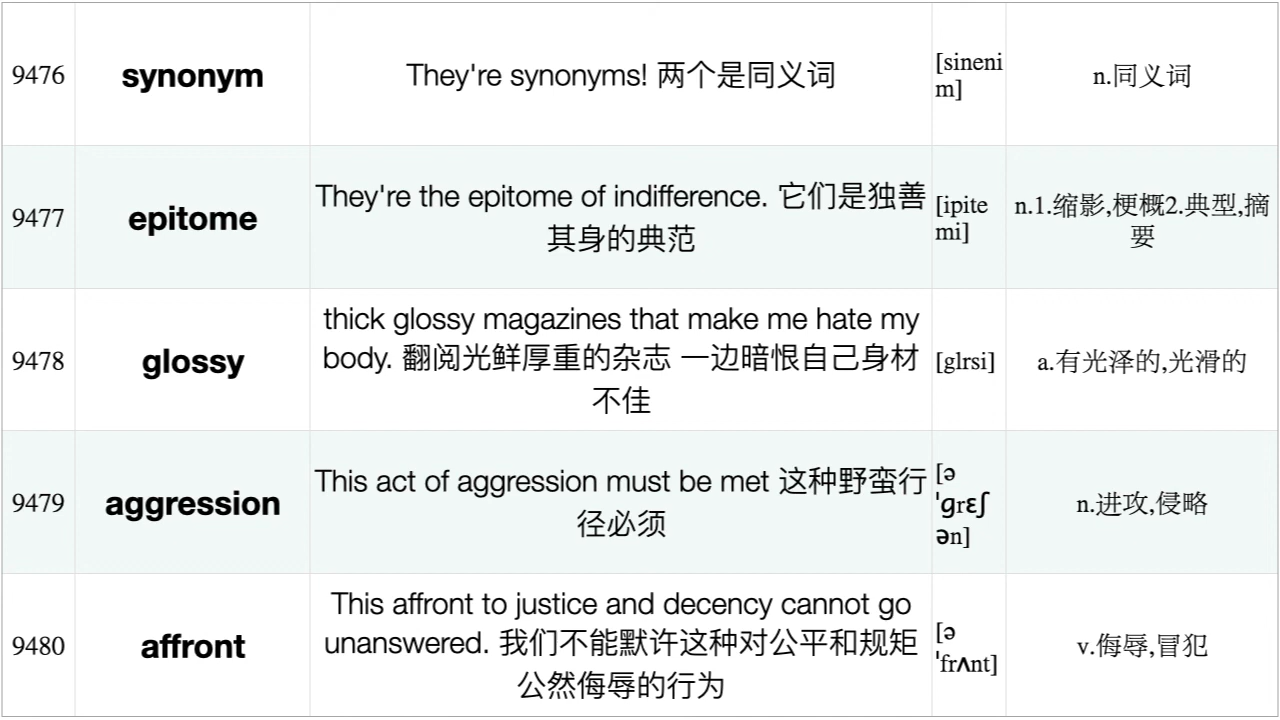 9476
synonym
They're synonyms! 两个是同义词
[sineni
m]
n.同义词
9477
epitome
They're the epitome of indifference. 它们是独善
其身的典范
[ipite
mi]
n.1.缩影,梗概2.典型,摘
要
9478
glossy
thick glossy magazines that make me hate my
body. 翻阅光鲜厚重的杂志 一边暗恨自己身材
不佳
[glrsi]
a.有光泽的,光滑的
9479
aggression
This act of aggression must be met 这种野蛮行
径必须
[ə
ˈɡrɛʃ
ən]
n.进攻,侵略
9480
affront
This affront to justice and decency cannot go
unanswered. 我们不能默许这种对公平和规矩
公然侮辱的行为
[ə
ˈfrʌnt]
v.侮辱,冒犯